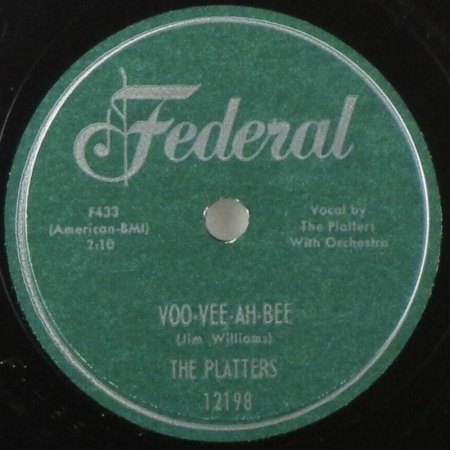 Federal
F433
(American-BMI)
2:10
Vocal by
The Platters
With Orchestra
VOO-VEE-AH-BEE
(Jim Williams)
THE PLATTERS
12198